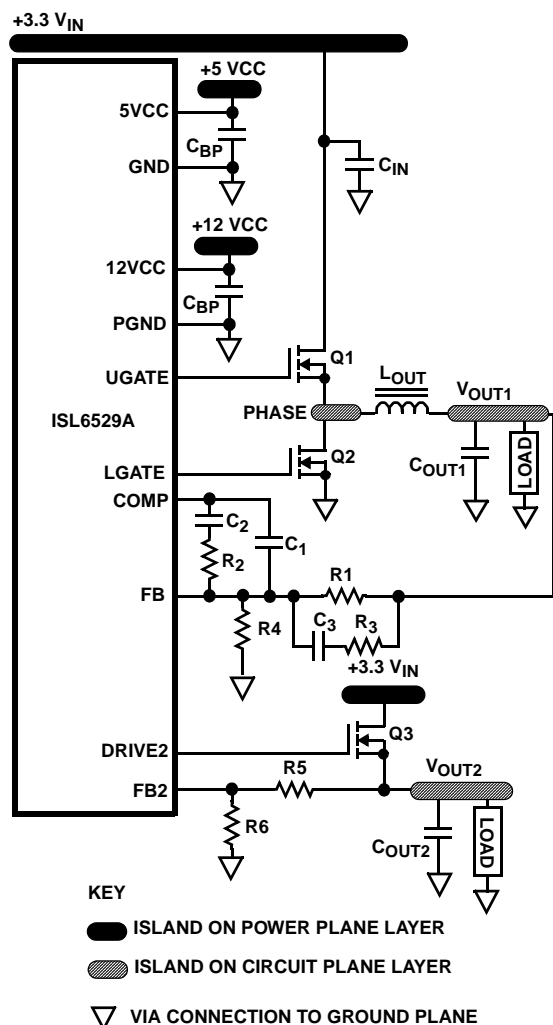 +3.3 VIN
+5 VCC
5VCC
CBP
GND
CIN
+12 VCC
12VCC
CBP
PGND
Q1
UGATE
LOUT
VOUT1
PHASE
ISL6529A
Q2
COUT1
LOAD
LGATE
COMP
C2
C1
R2
R1
FB
C3
R3
R4
+3.3 VIN
Q3
DRIVE2
VOUT2
R5
FB2
R6
COUT2
LOAD
KEY
ISLAND ON POWER PLANE LAYER
ISLAND ON CIRCUIT PLANE LAYER
VIA CONNECTION TO GROUND PLANE